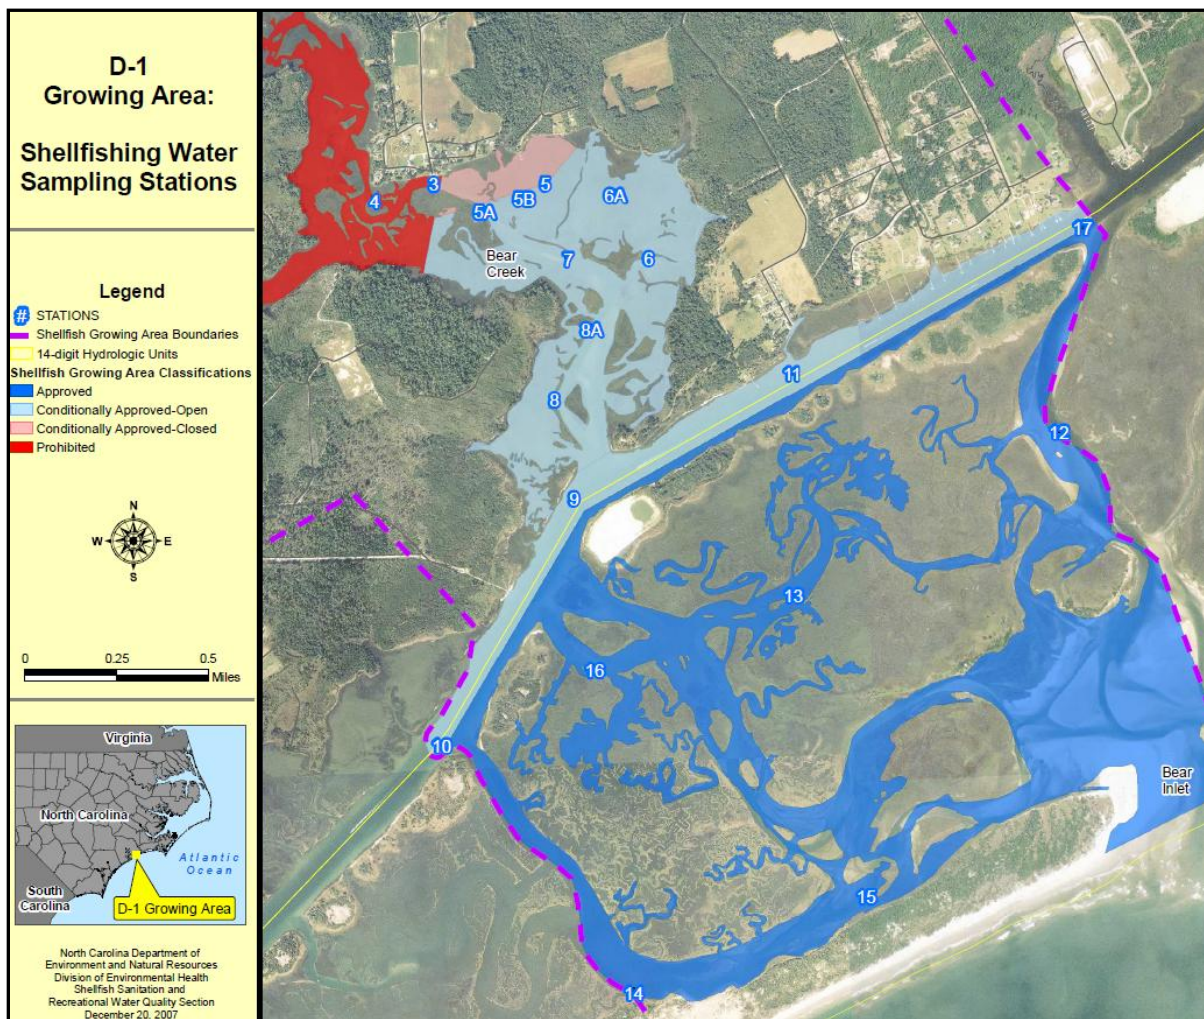 D-1
Growing Area:
Shellfishing Water
Sampling Stations
Legend
# STATIONS
Shellfish Growing Area Boundaries
14-digit Hydrologic Units
Shellfish Growing Area Classifications
Approved
Conditionally Approved-Open
Conditionally Approved-Closed
Prohibited
N
W E
S
0 0.25 0.5
Miles
Virginia
North Carolina
Atlantic
Ocean
South
Carolina
D-1 Growing Area
North Carolina Department of
Environment and Natural Resources
Division of Environmental Health
Shellfish Sanitation and
Recreational Water Quality Section
December 20, 2007
3
5
4
5B
6A
5A
17
Bear
Creek
7
6
8A
11
8
12
9
13
16
10
Bear
Inlet
15
14